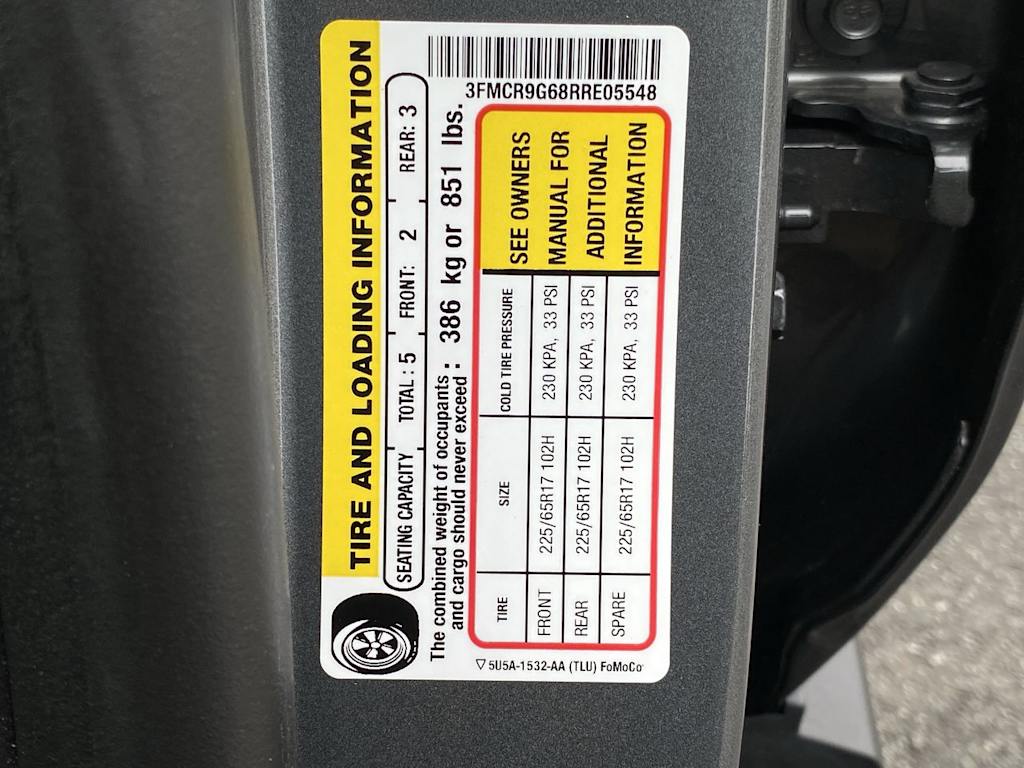 TIRE AND LOADING INFORMATION
SEATING CAPACITY TOTAL : 5 FRONT: 2 REAR: 3
The combined weight of occupants
and cargo should never exceed : 386 kg or 851 lbs.
3FMCR9G68RRE05548
TIRE SIZE COLD TIRE PRESSURE
FRONT 225/65R17 102H 230 KPA, 33 PSI
REAR 225/65R17 102H 230 KPA, 33 PSI
SPARE 225/65R17 102H 230 KPA, 33 PSI
SEE OWNERS
MANUAL FOR
ADDITIONAL
INFORMATION
5U5A-1532-AA (TLU) FoMoCo